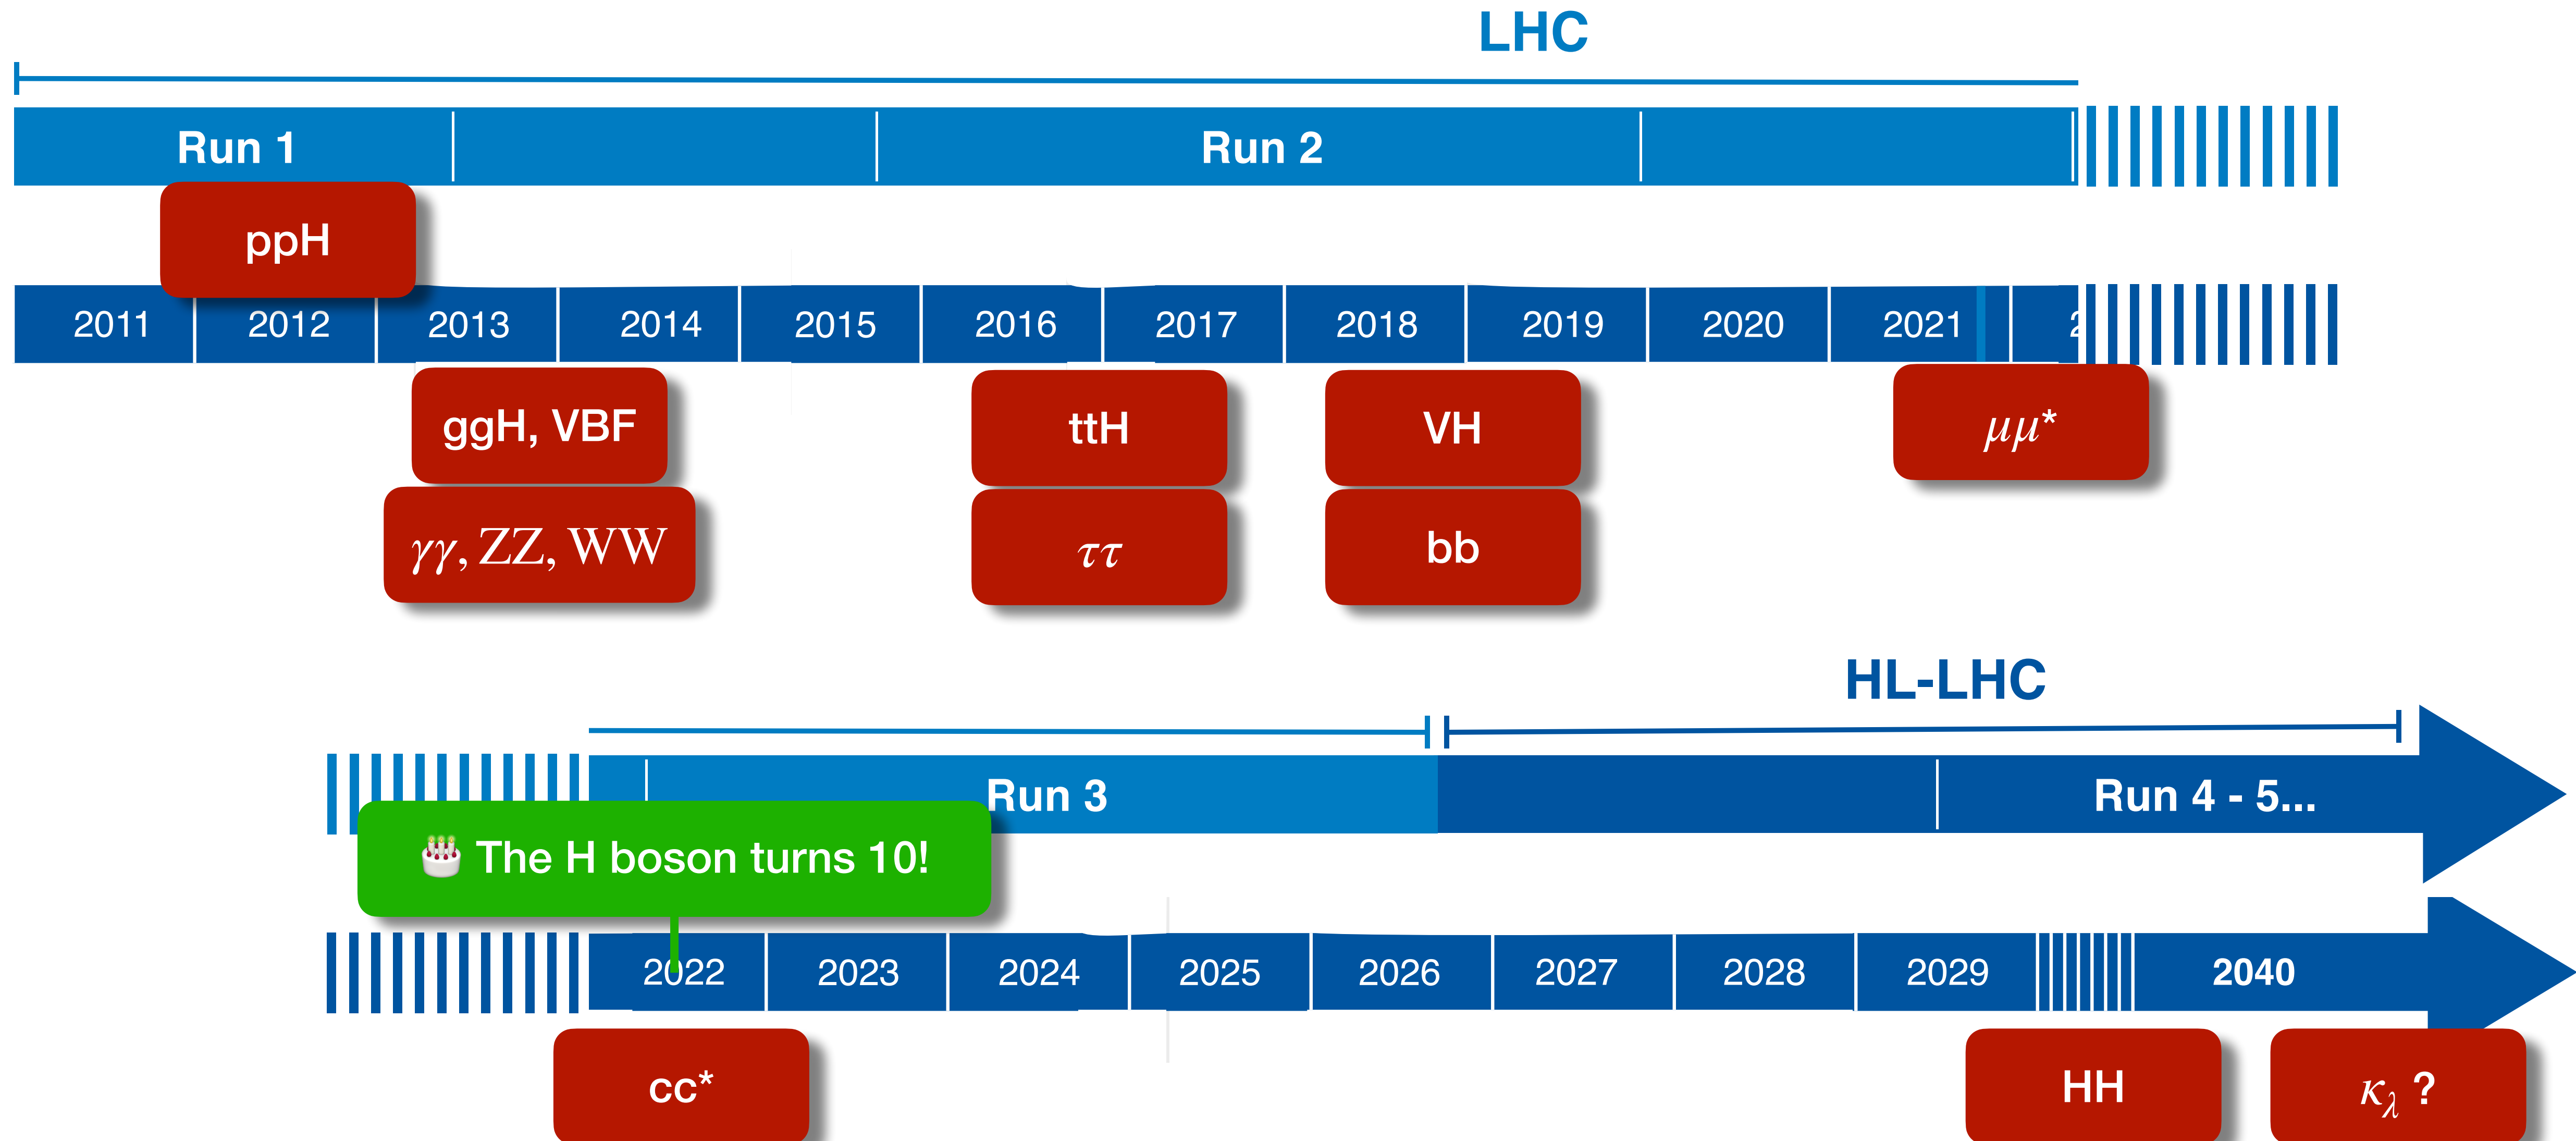 LHC
Run 1
Run 2
ppH
2011 2012 2013 2014 2015 2016 2017 2018 2019 2020 2021
ggH, VBF
ttH
VH
μμ*
γγ, ZZ, WW
ττ
bb
HL-LHC
Run 3
Run 4 - 5...
🎂 The H boson turns 10!
2022 2023 2024 2025 2026 2027 2028 2029 2040
cc*
HH
κλ ?